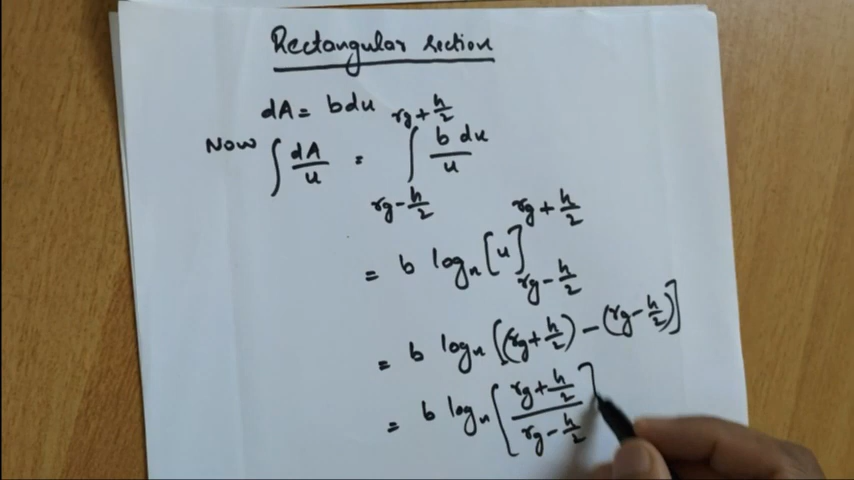 Rectangular section
dA = bdu
Now ∫ dA/u = ∫_{rg - h/2}^{rg + h/2} b du/u
= b logn [u]_{rg - h/2}^{rg + h/2}
= b logn [(rg + h/2) - (rg - h/2)]
= b logn [(rg + h/2)/(rg - h/2)]